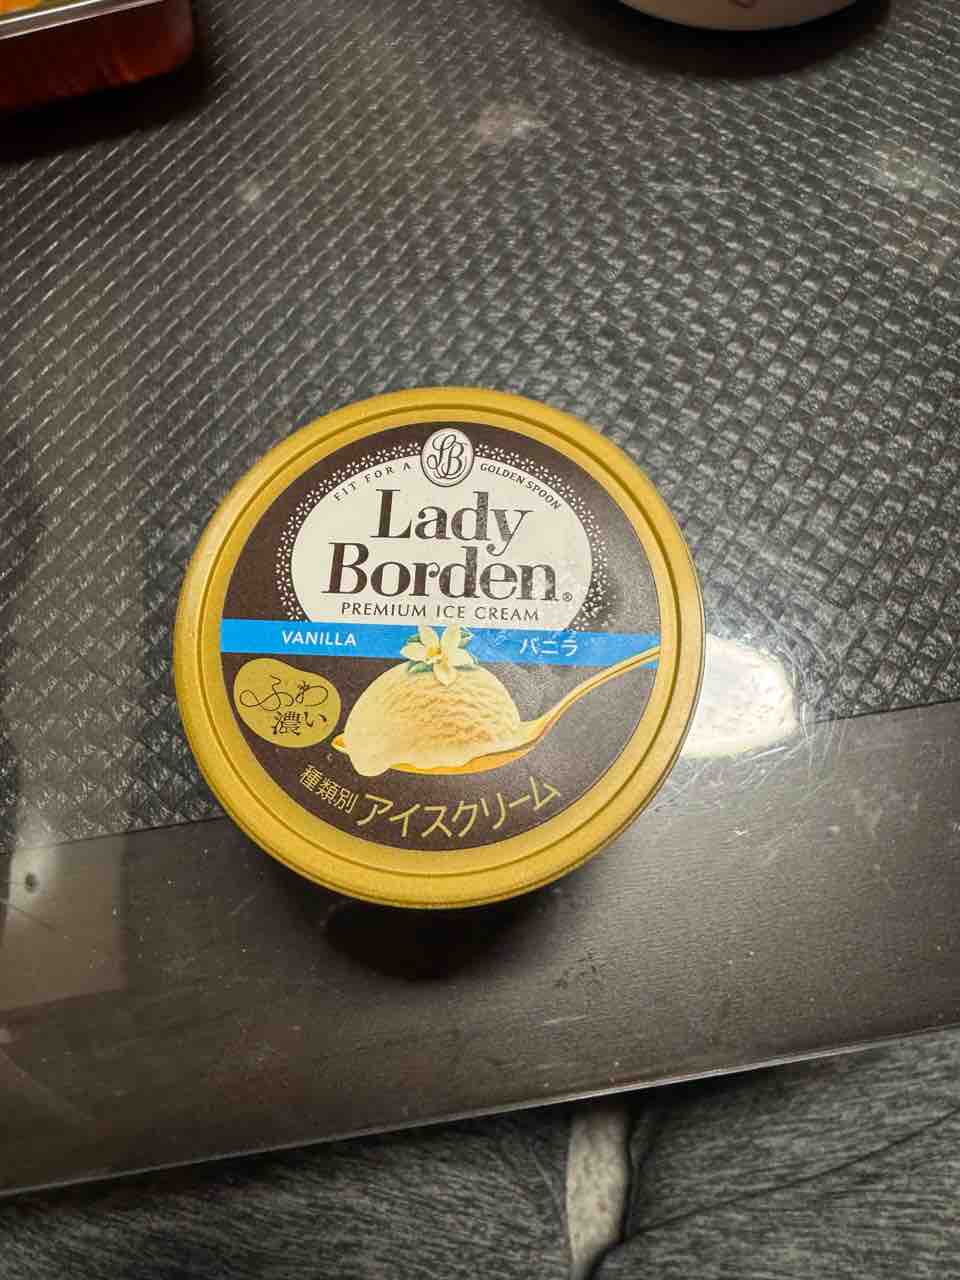 LB
FIT FOR A GOLDEN SPOON
Lady
Borden®
PREMIUM ICE CREAM
VANILLA バニラ
ふわ
濃い
種類別 アイスクリーム